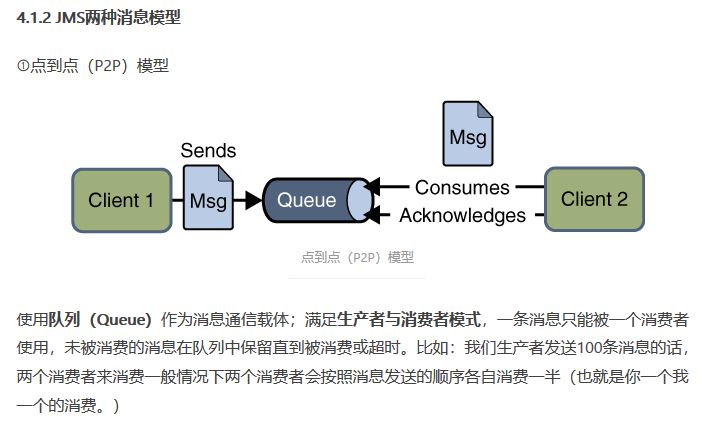 4.1.2 JMS两种消息模型
①点到点（P2P）模型
Msg
Sends
Client 1
Msg
Queue
Consumes
Acknowledges
Client 2
点到点（P2P）模型
使用队列（Queue）作为消息通信载体；满足生产者与消费者模式，一条消息只能被一个消费者
使用，未被消费的消息在队列中保留直到被消费或超时。比如：我们生产者发送100条消息的话，
两个消费者来消费一般情况下两个消费者会按照消息发送的顺序各自消费一半（也就是你一个我
一个的消费。）